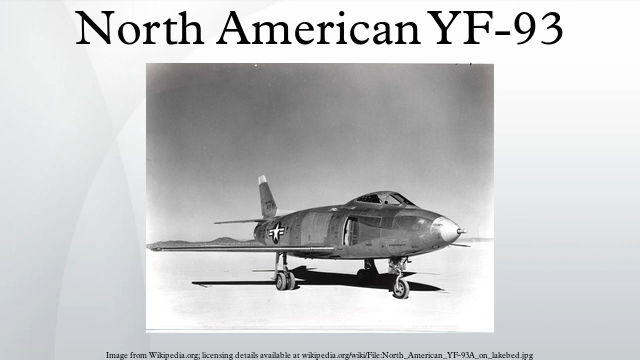 North American YF-93
Image from Wikipedia.org; licensing details available at wikipedia.org/wiki/File:North_American_YF-93A_on_lakebed.jpg